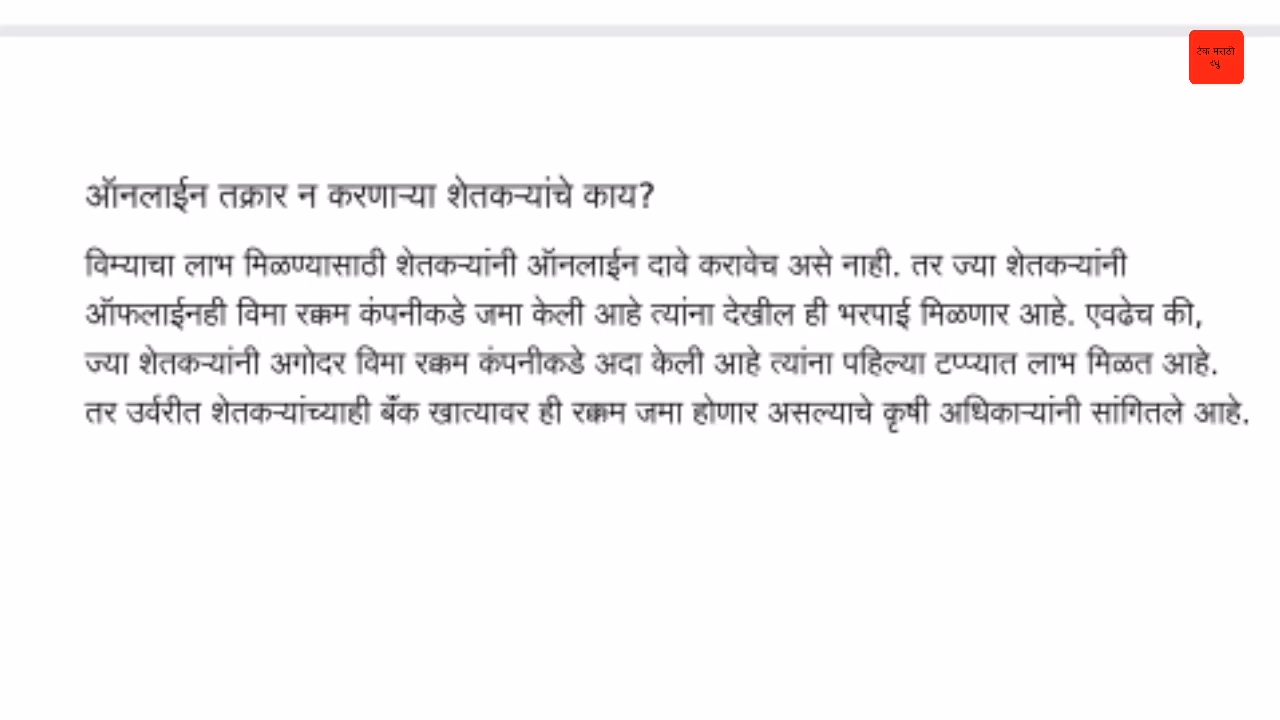 टेक मराठी
रघु
ऑनलाईन तक्रार न करणाऱ्या शेतकऱ्यांचे काय?
विम्याचा लाभ मिळण्यासाठी शेतकऱ्यांनी ऑनलाईन दावे करावेच असे नाही. तर ज्या शेतकऱ्यांनी
ऑफलाईनही विमा रक्कम कंपनीकडे जमा केली आहे त्यांना देखील ही भरपाई मिळणार आहे. एवढेच की,
ज्या शेतकऱ्यांनी अगोदर विमा रक्कम कंपनीकडे अदा केली आहे त्यांना पहिल्या टप्प्यात लाभ मिळत आहे.
तर उर्वरीत शेतकऱ्यांच्याही बॅंक खात्यावर ही रक्कम जमा होणार असल्याचे कृषी अधिकाऱ्यांनी सांगितले आहे.